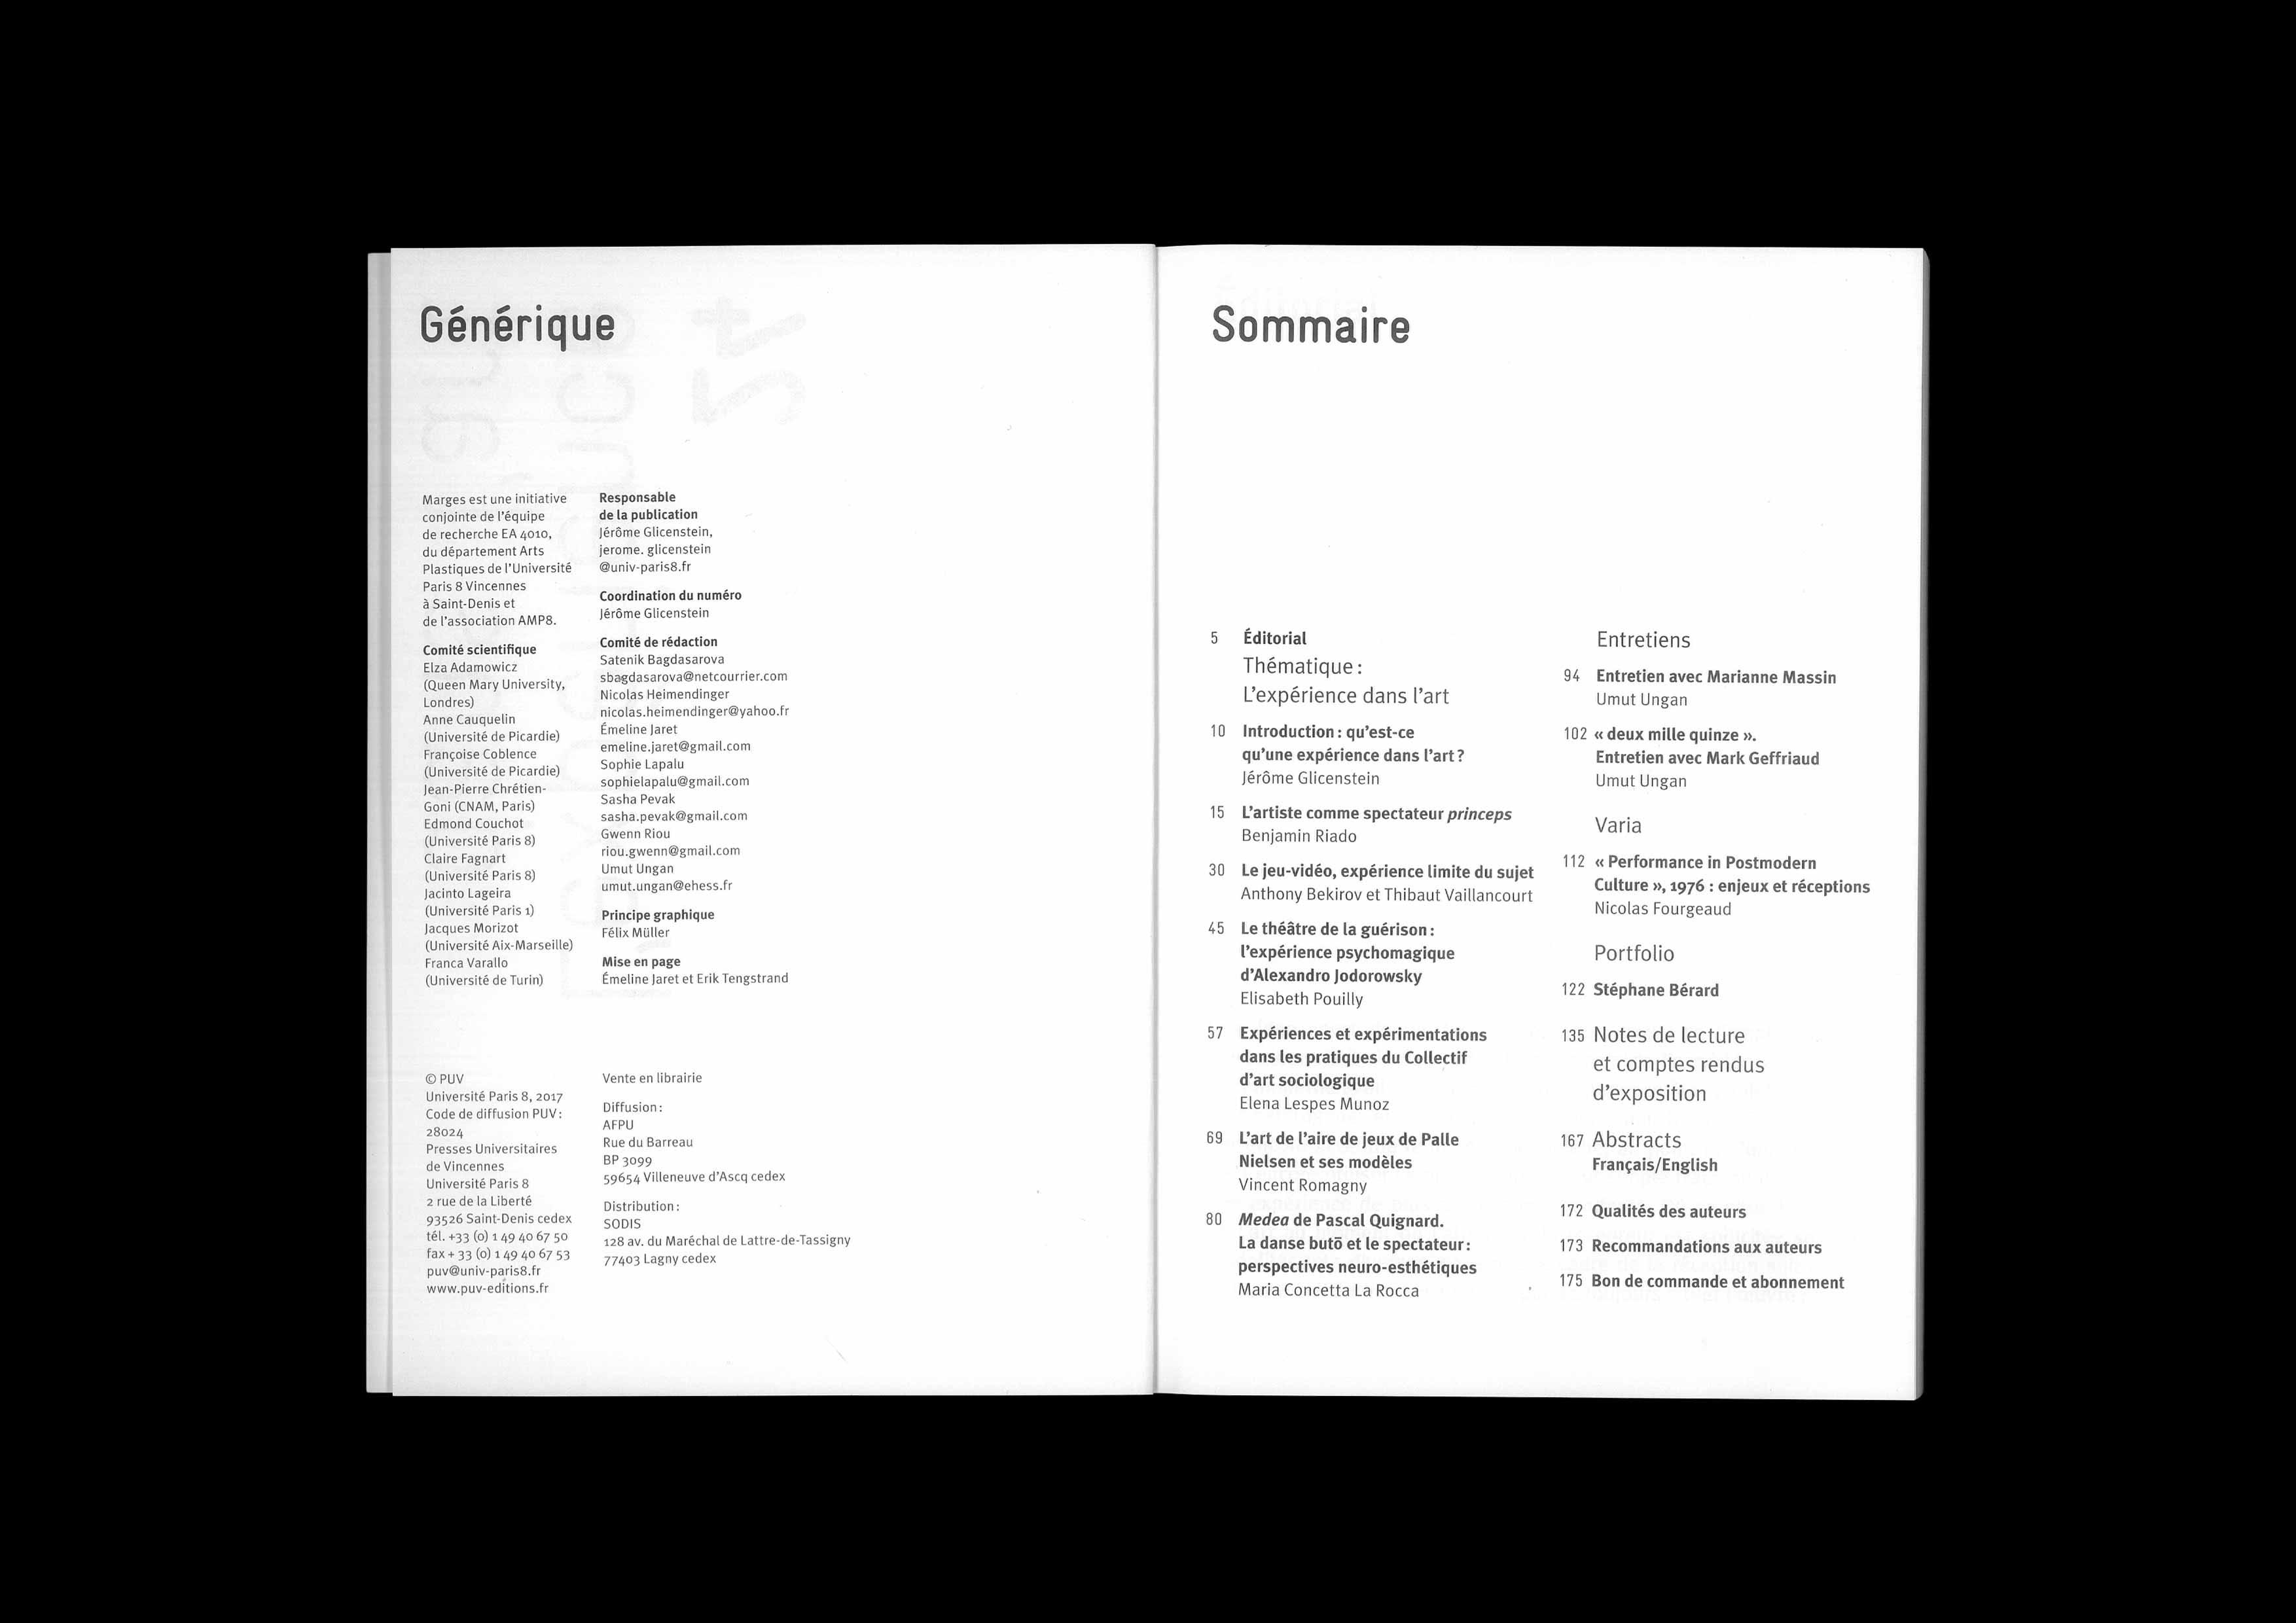 Générique
Marges est une initiative
conjointe de l'équipe
de recherche EA 4010,
du département Arts
Plastiques de l'Université
Paris 8 Vincennes
à Saint-Denis et
de l'association AMP8.
Comité scientifique
Elza Adamowicz
(Queen Mary University,
Londres)
Anne Cauquelin
(Université de Picardie)
Françoise Coblence
(Université de Picardie)
Jean-Pierre Chrétien-
Goni (CNAM, Paris)
Edmond Couchot
(Université Paris 8)
Claire Fagnart
(Université Paris 8)
Jacinto Lageira
(Université Paris 1)
Jacques Morizot
(Université Aix-Marseille)
Franca Varallo
(Université de Turin)
Responsable
de la publication
Jérôme Glicenstein,
jerome. glicenstein
@univ-paris8.fr
Coordination du numéro
Jérôme Glicenstein
Comité de rédaction
Satenik Bagdasarova
sbagdasarova@netcourrier.com
Nicolas Heimendinger
nicolas.heimendinger@yahoo.fr
Émeline Jaret
emeline.jaret@gmail.com
Sophie Lapalu
sophielapalu@gmail.com
Sasha Pevak
sasha.pevak@gmail.com
Gwenn Riou
riou.gwenn@gmail.com
Umut Ungan
umut.ungan@ehess.fr
Principe graphique
Félix Müller
Mise en page
Émeline Jaret et Erik Tengstrand
© PUV
Université Paris 8, 2017
Code de diffusion PUV :
28024
Presses Universitaires
de Vincennes
Université Paris 8
2 rue de la Liberté
93526 Saint-Denis cedex
tél. +33 (0) 1 49 40 67 50
fax + 33 (0) 1 49 40 67 53
puv@univ-paris8.fr
www.puv-editions.fr
Vente en librairie
Diffusion :
AFPU
Rue du Barreau
BP 3099
59654 Villeneuve d'Ascq cedex
Distribution :
SODIS
128 av. du Maréchal de Lattre-de-Tassigny
77403 Lagny cedex
Sommaire
5 Éditorial
Thématique :
L'expérience dans l'art
10 Introduction : qu'est-ce
qu'une expérience dans l'art ?
Jérôme Glicenstein
15 L'artiste comme spectateur princeps
Benjamin Riado
30 Le jeu-vidéo, expérience limite du sujet
Anthony Bekirov et Thibaut Vaillancourt
45 Le théâtre de la guérison :
l'expérience psychomagique
d'Alexandro Jodorowsky
Elisabeth Pouilly
57 Expériences et expérimentations
dans les pratiques du Collectif
d'art sociologique
Elena Lespes Munoz
69 L'art de l'aire de jeux de Palle
Nielsen et ses modèles
Vincent Romagny
80 Medea de Pascal Quignard.
La danse butō et le spectateur :
perspectives neuro-esthétiques
Maria Concetta La Rocca
Entretiens
94 Entretien avec Marianne Massin
Umut Ungan
102 « deux mille quinze ».
Entretien avec Mark Geffriaud
Umut Ungan
Varia
112 « Performance in Postmodern
Culture », 1976 : enjeux et réceptions
Nicolas Fourgeaud
Portfolio
122 Stéphane Bérard
135 Notes de lecture
et comptes rendus
d'exposition
167 Abstracts
Français/English
172 Qualités des auteurs
173 Recommandations aux auteurs
175 Bon de commande et abonnement